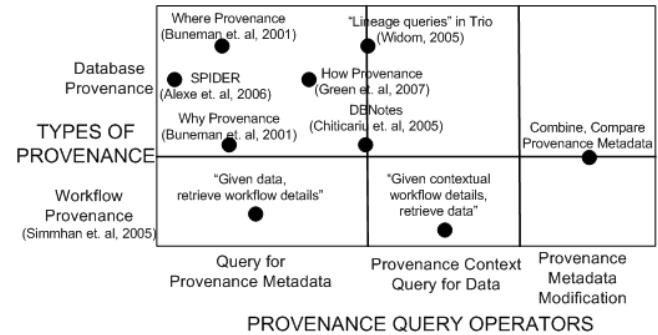 Where Provenance
(Buneman et. al, 2001)
“Lineage queries” in Trio
(Widom, 2005)
Database
Provenance
SPIDER
(Alexe et. al, 2006)
How Provenance
(Green et. al, 2007)
Why Provenance
(Buneman et. al, 2001)
DBNotes
(Chiticariu et. al, 2005)
TYPES OF
PROVENANCE
Combine, Compare
Provenance Metadata
Workflow
Provenance
(Simmhan et. al, 2005)
“Given data,
retrieve workflow details”
“Given contextual
workflow details,
retrieve data”
Query for
Provenance Metadata
Provenance Context
Query for Data
Provenance
Metadata
Modification
PROVENANCE QUERY OPERATORS